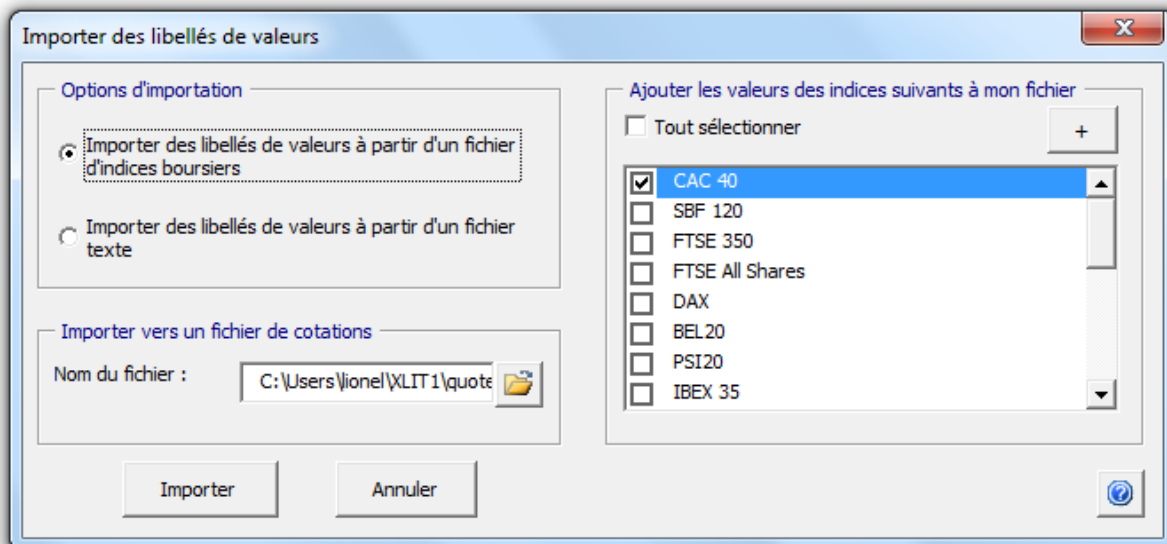 Importer des libellés de valeurs
Options d'importation
Importer des libellés de valeurs à partir d'un fichier
d'indices boursiers
Importer des libellés de valeurs à partir d'un fichier
texte
Importer vers un fichier de cotations
Nom du fichier :
C:\Users\lionel\XLIT1\quote
Importer
Annuler
Ajouter les valeurs des indices suivants à mon fichier
Tout sélectionner
+
CAC 40
SBF 120
FTSE 350
FTSE All Shares
DAX
BEL20
PSI20
IBEX 35